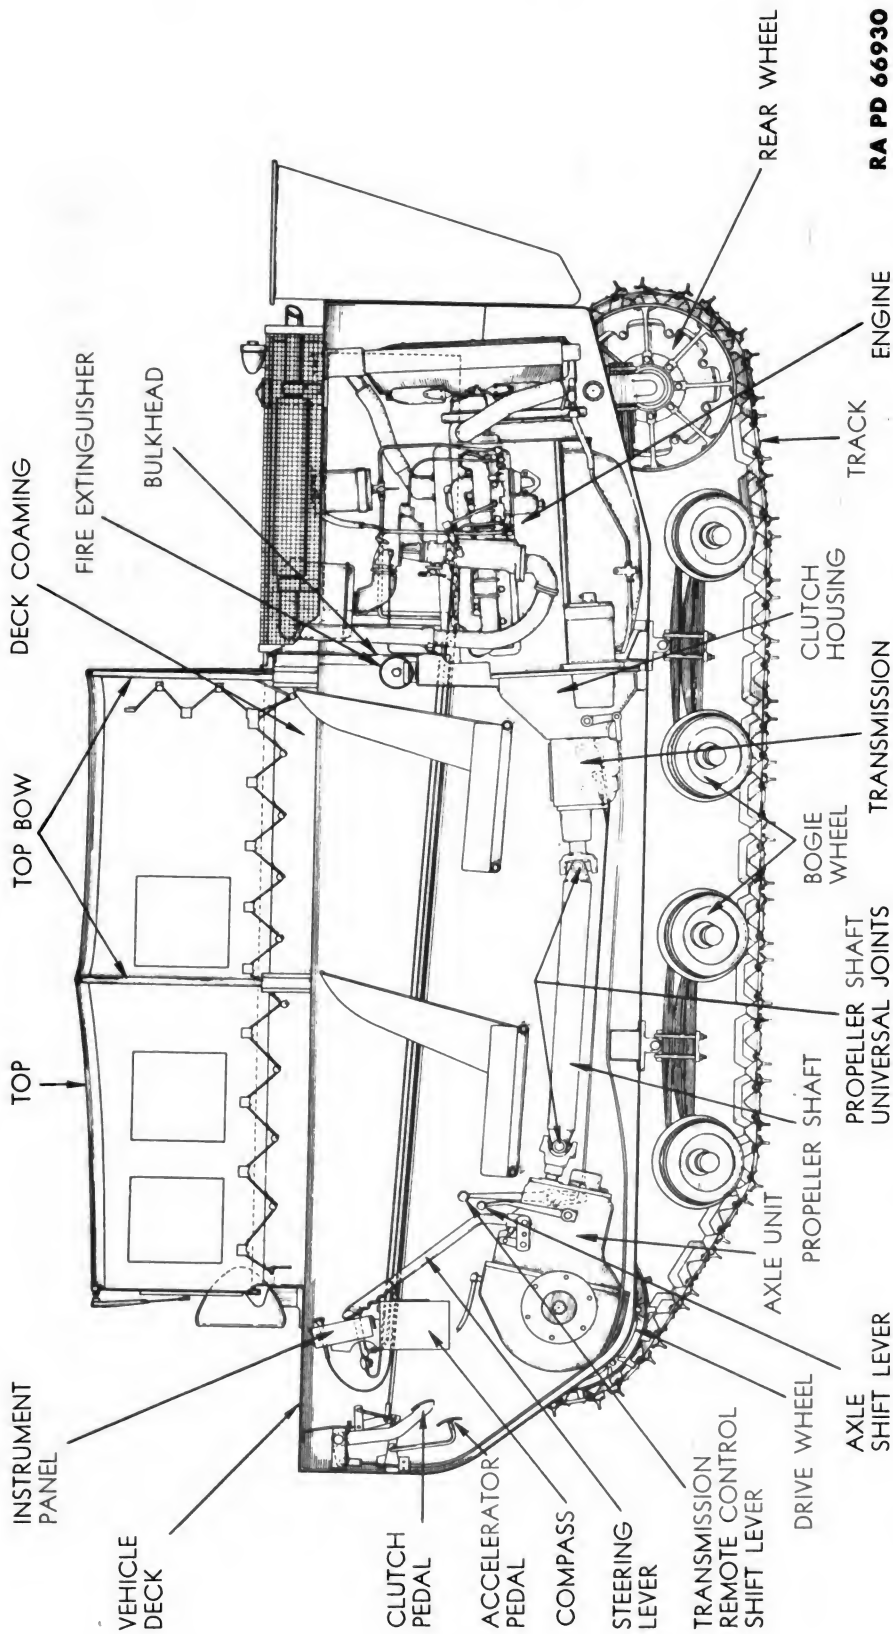 INSTRUMENT
PANEL
TOP
TOP BOW
DECK COAMING
FIRE EXTINGUISHER
BULKHEAD
VEHICLE
DECK
CLUTCH
PEDAL
ACCELERATOR
PEDAL
COMPASS
STEERING
LEVER
TRANSMISSION
REMOTE CONTROL
SHIFT LEVER
DRIVE WHEEL
AXLE
SHIFT LEVER
AXLE UNIT
PROPELLER SHAFT
PROPELLER SHAFT
UNIVERSAL JOINTS
BOGIE
WHEEL
TRANSMISSION
CLUTCH
HOUSING
TRACK
ENGINE
REAR WHEEL
RA PD 66930